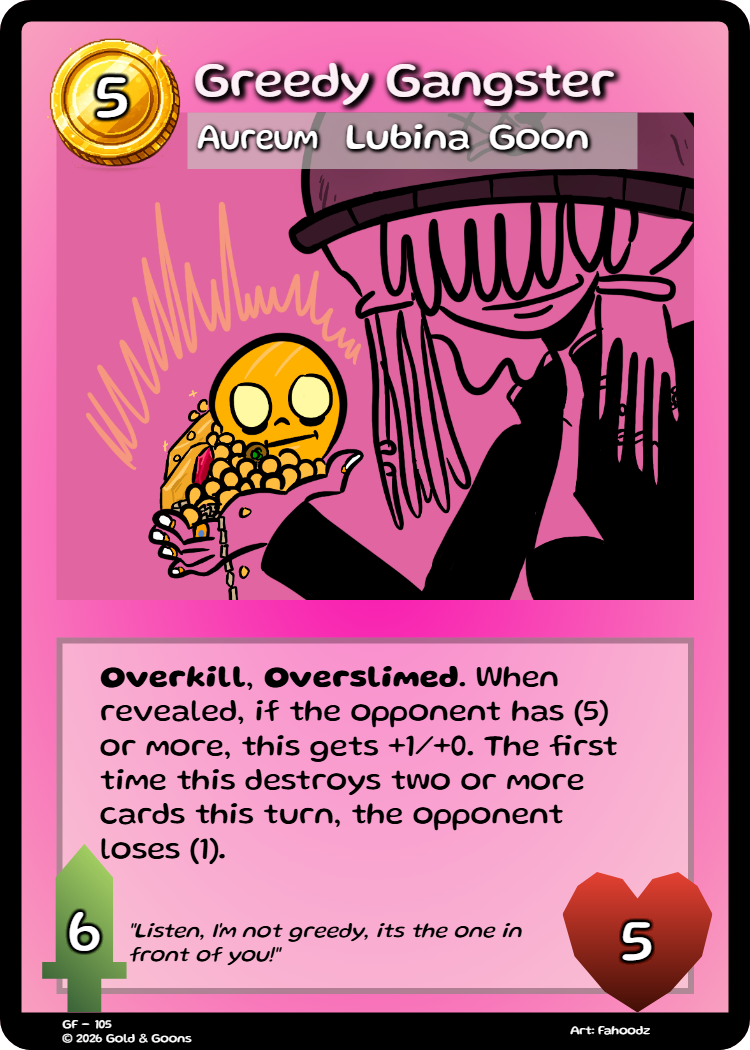 5
Greedy Gangster
Aureum Lubina Goon
Overkill, Overslimed. When
revealed, if the opponent has (5)
or more, this gets +1/+0. The first
time this destroys two or more
cards this turn, the opponent
loses (1).
6
"Listen, I'm not greedy, its the one in
front of you!"
5
GF - 105
© 2026 Gold & Goons
Art: Fahoodz